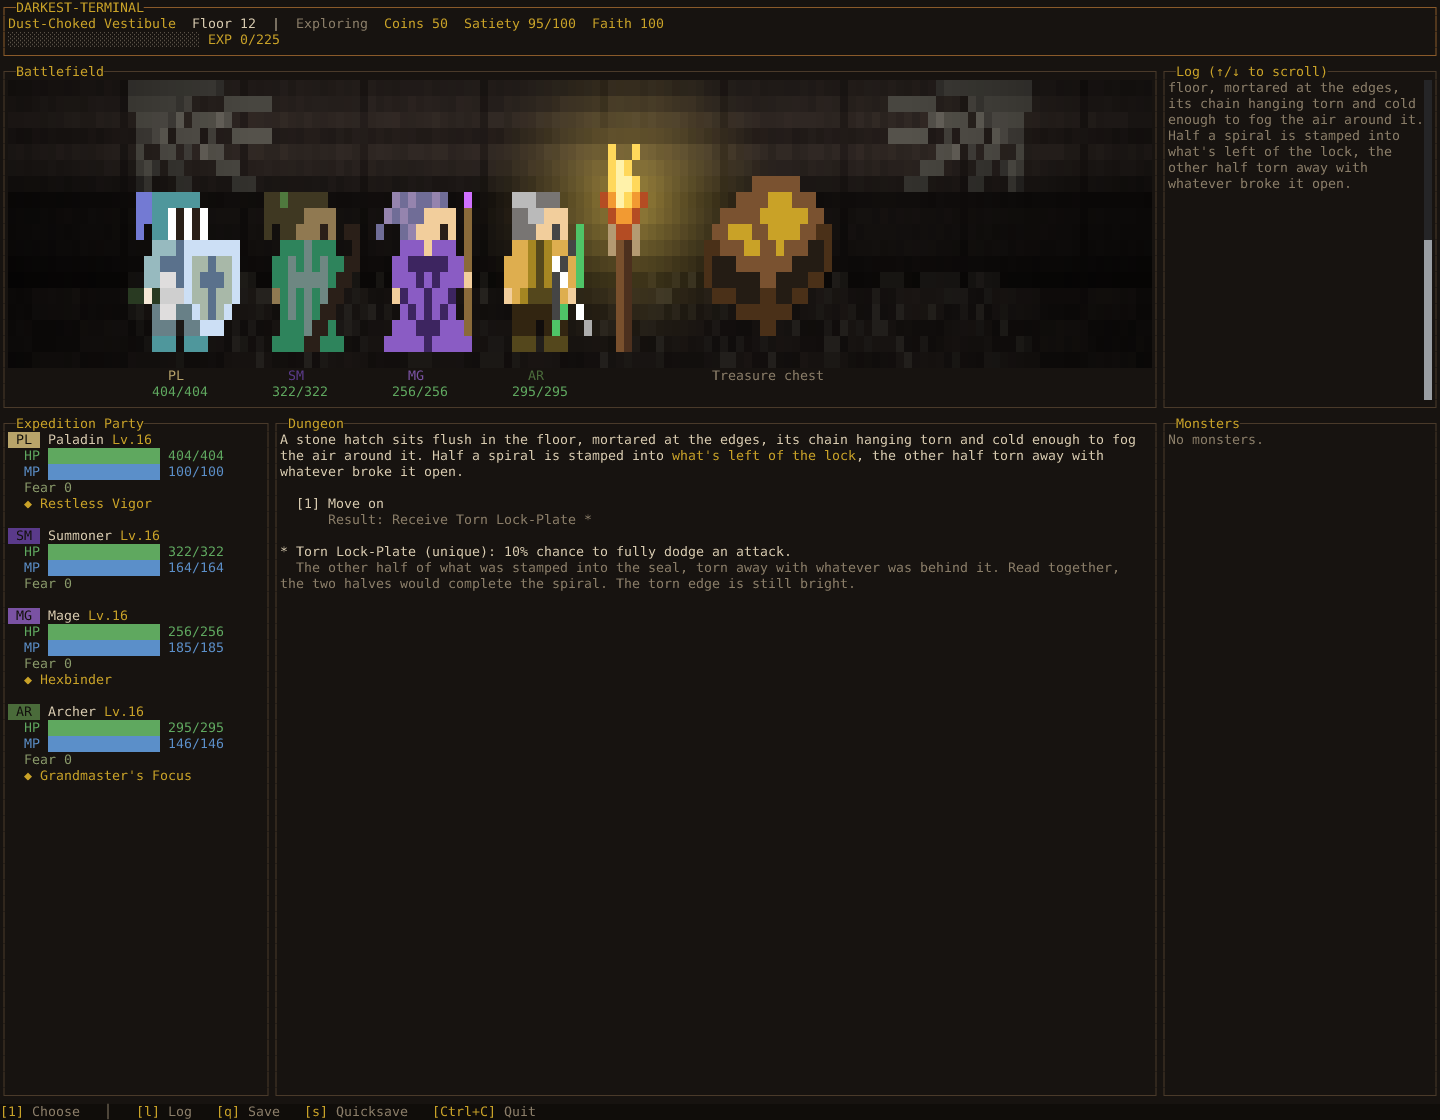 DARKEST-TERMINAL
Dust-Choked Vestibule Floor 12 | Exploring Coins 50 Satiety 95/100 Faith 100
EXP 0/225
Battlefield
PL SM MG AR Treasure chest
404/404 322/322 256/256 295/295
Log (↑/↓ to scroll)
floor, mortared at the edges,
its chain hanging torn and cold
enough to fog the air around it.
Half a spiral is stamped into
what's left of the lock, the
other half torn away with
whatever broke it open.
Expedition Party
PL Paladin Lv.16
HP 404/404
MP 100/100
Fear 0
◆ Restless Vigor
SM Summoner Lv.16
HP 322/322
MP 164/164
Fear 0
MG Mage Lv.16
HP 256/256
MP 185/185
Fear 0
◆ Hexbinder
AR Archer Lv.16
HP 295/295
MP 146/146
Fear 0
◆ Grandmaster's Focus
Dungeon
A stone hatch sits flush in the floor, mortared at the edges, its chain hanging torn and cold enough to fog
the air around it. Half a spiral is stamped into what's left of the lock, the other half torn away with
whatever broke it open.
[1] Move on
Result: Receive Torn Lock-Plate *
* Torn Lock-Plate (unique): 10% chance to fully dodge an attack.
The other half of what was stamped into the seal, torn away with whatever was behind it. Read together,
the two halves would complete the spiral. The torn edge is still bright.
Monsters
No monsters.
[1] Choose │ [l] Log [q] Save [s] Quicksave [Ctrl+C] Quit